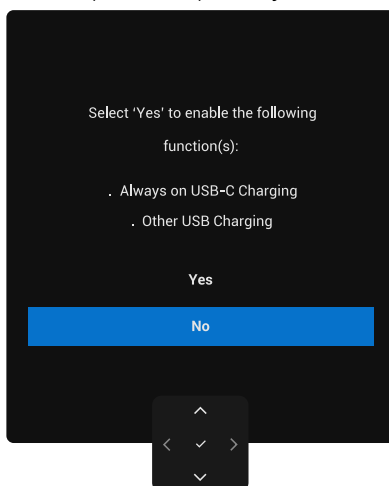 Select ‘Yes’ to enable the following
function(s):
. Always on USB-C Charging
. Other USB Charging
Yes
No